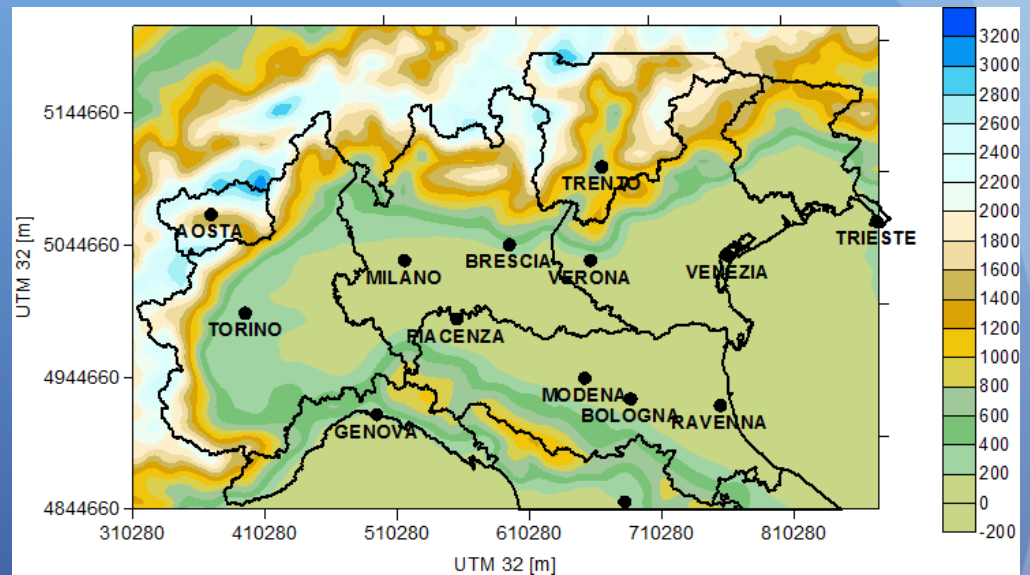 3200
3000
2800
2600
2400
2200
2000
1800
1600
1400
1200
1000
800
600
400
200
0
-200
5144660
5044660
4944660
4844660
UTM 32 [m]
TRENTO
AOSTA
TRIESTE
BRESCIA
VENEZIA
MILANO
VERONA
TORINO
PIACENZA
MODENA
BOLOGNA
RAVENNA
GENOVA
310280
410280
510280
610280
710280
810280
UTM 32 [m]